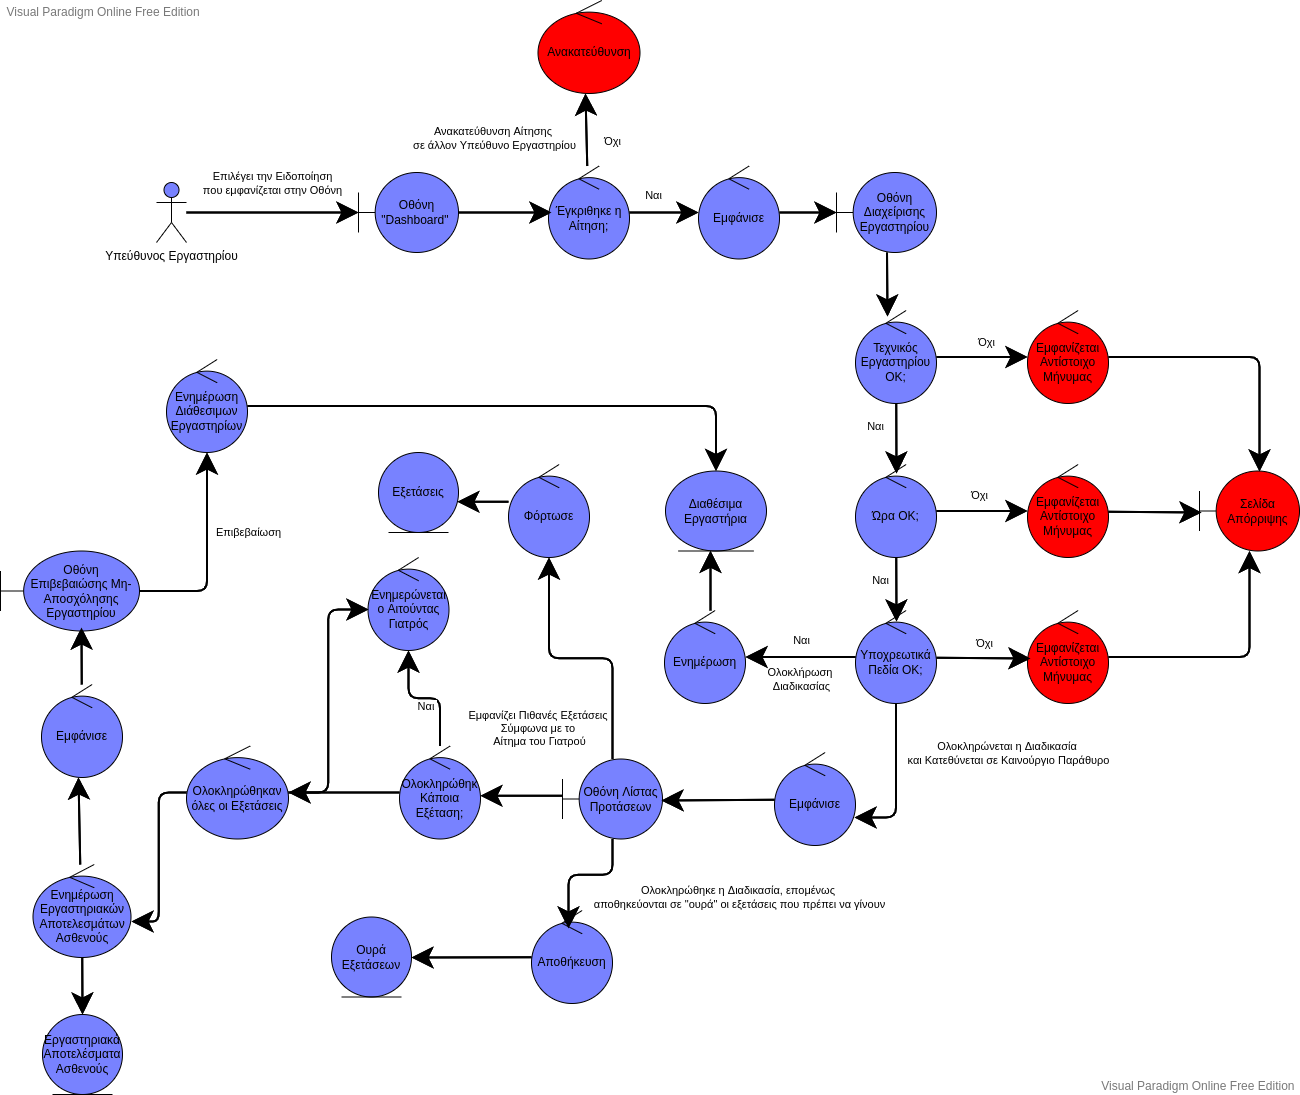 Visual Paradigm Online Free Edition
Ανακατεύθυνση
Ανακατεύθυνση Αίτησης
σε άλλον Υπεύθυνο Εργαστηρίου
Όχι
Επιλέγει την Ειδοποίηση
που εμφανίζεται στην Οθόνη
Υπεύθυνος Εργαστηρίου
Οθόνη
"Dashboard"
Έγκριθηκε η
Αίτηση;
Ναι
Εμφάνισε
Οθόνη
Διαχείρισης
Εργαστηρίου
Τεχνικός
Εργαστηρίου
ΟΚ;
Όχι
Εμφανίζεται
Αντίστοιχο
Μήνυμας
Ναι
Ενημέρωση
Διάθεσιμων
Εργαστηρίων
Εξετάσεις
Φόρτωσε
Διαθέσιμα
Εργαστήρια
Ώρα ΟΚ;
Όχι
Εμφανίζεται
Αντίστοιχο
Μήνυμας
Σελίδα
Απόρριψης
Επιβεβαίωση
Οθόνη
Επιβεβαιώσης Μη-
Αποσχόλησης
Εργαστηρίου
Ενημερώνεται
ο Αιτούντας
Γιατρός
Ναι
Ενημέρωση
Ναι
Ολοκλήρωση
Διαδικασίας
Υποχρεωτικά
Πεδία ΟΚ;
Όχι
Εμφανίζεται
Αντίστοιχο
Μήνυμας
Ναι
Εμφανίζει Πιθανές Εξετάσεις
Σύμφωνα με το
Αίτημα του Γιατρού
Εμφάνισε
Ολοκληρώνεται η Διαδικασία
και Κατεθύνεται σε Καινούργιο Παράθυρο
Ολοκληρώθηκαν
όλες οι Εξετάσεις
Ολοκληρώθηκ
Κάποια
Εξέταση;
Οθόνη Λίστας
Προτάσεων
Εμφάνισε
Ενημέρωση
Εργαστηριακών
Αποτελεσμάτων
Ασθενούς
Ολοκληρώθηκε η Διαδικασία, επομένως
αποθηκεύονται σε "ουρά" οι εξετάσεις που πρέπει να γίνουν
Ουρά
Εξετάσεων
Αποθήκευση
Εργαστηριακά
Αποτελέσματα
Ασθενούς
Visual Paradigm Online Free Edition